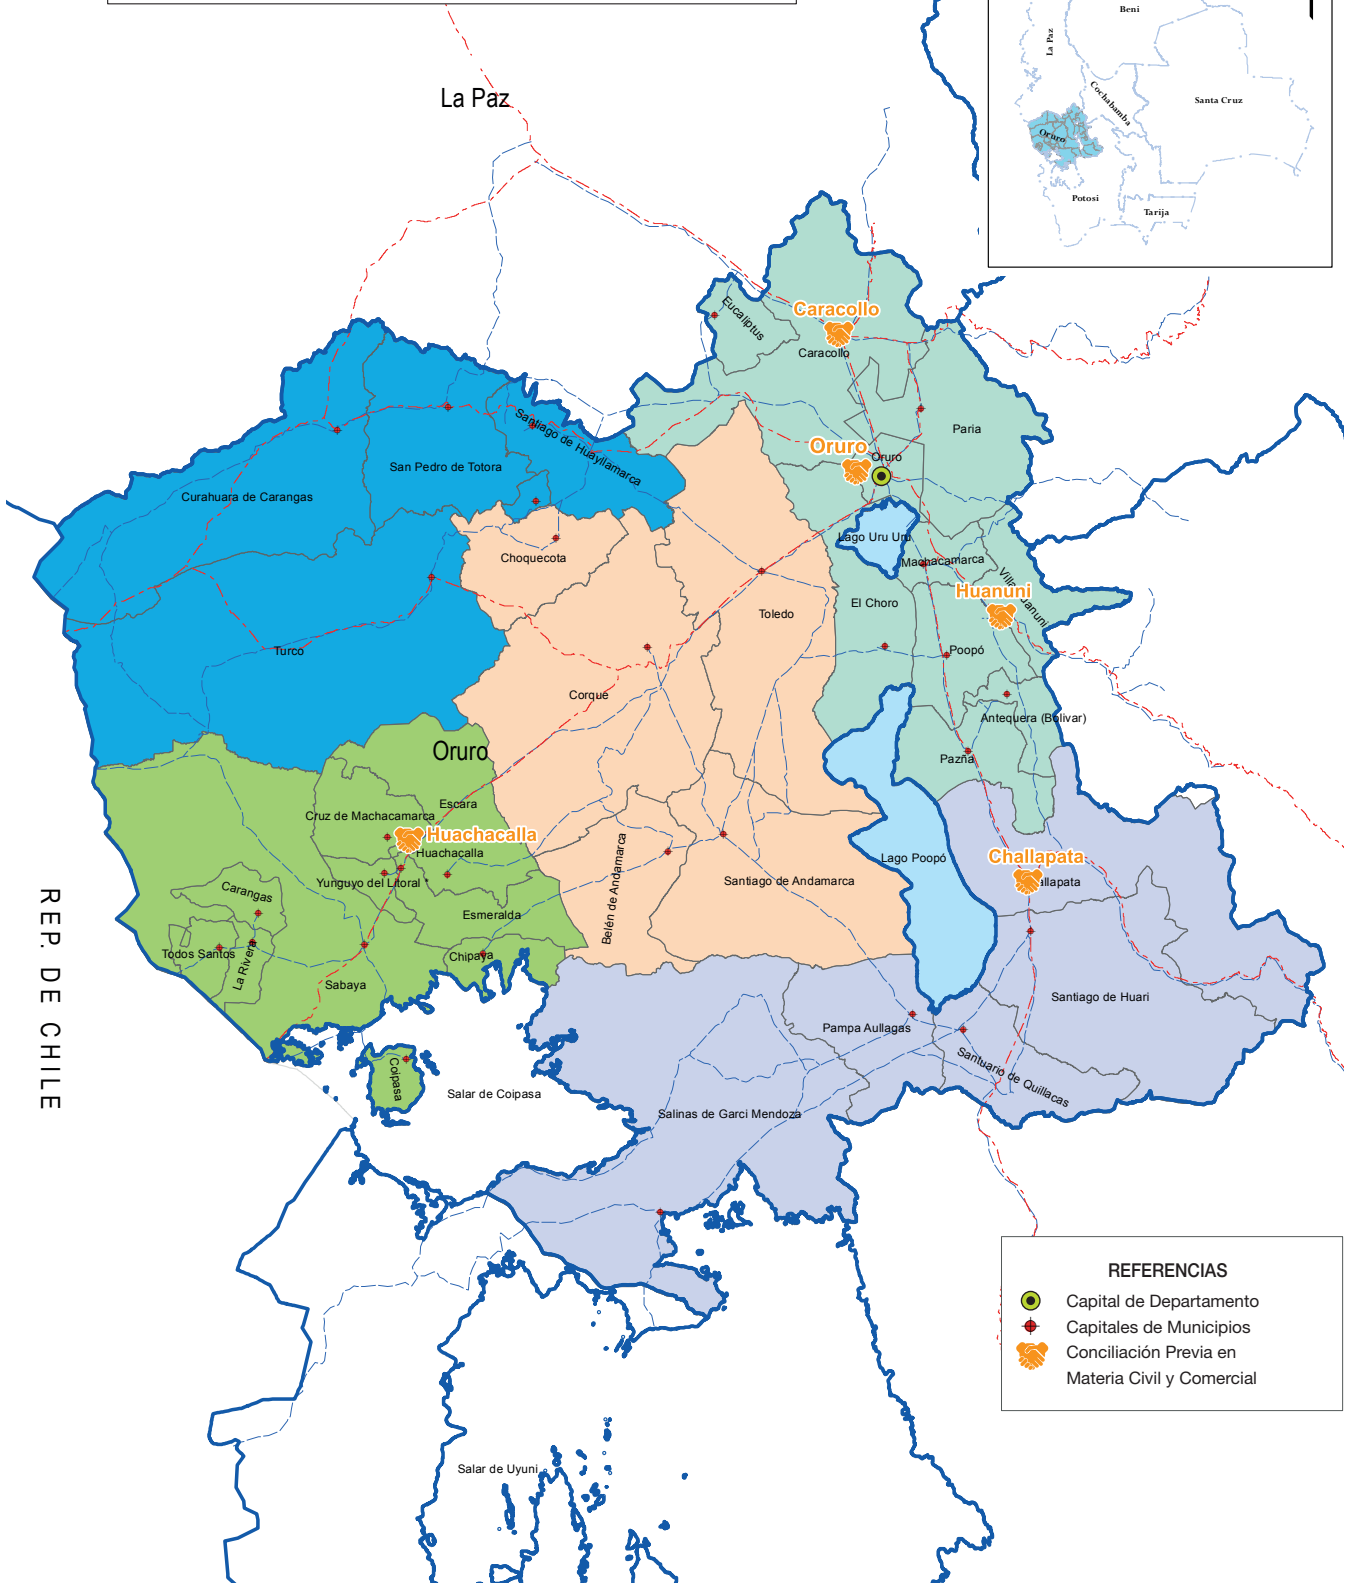 Beni
La Paz
Cochabamba
Santa Cruz
Oruro
Potosi
Tarija
La Paz
Caracollo
Eucaliptus
Caracollo
Paria
Santiago de Huayllamarca
Oruro
Oruro
San Pedro de Totora
Curahuara de Carangas
Lago Uru Uru
Choquecota
Machacamarca
Villa Huanuni
Huanuni
El Choro
Toledo
Turco
Poopó
Corque
Antequera (Bolivar)
Oruro
Pazña
Escara
Cruz de Machacamarca
Huachacalla
Huachacalla
Lago Poopó
Challapata
allapata
Yunguyo del Litoral
Santiago de Andamarca
Belén de Andamarca
Carangas
Esmeralda
Todos Santos
La Rivera
Chipaya
Sabaya
Santiago de Huari
Pampa Aullagas
REP. DE CHILE
Santuario de Quillacas
Coipasa
Salar de Coipasa
Salinas de Garci Mendoza
REFERENCIAS
Capital de Departamento
Capitales de Municipios
Conciliación Previa en
Materia Civil y Comercial
Salar de Uyuni